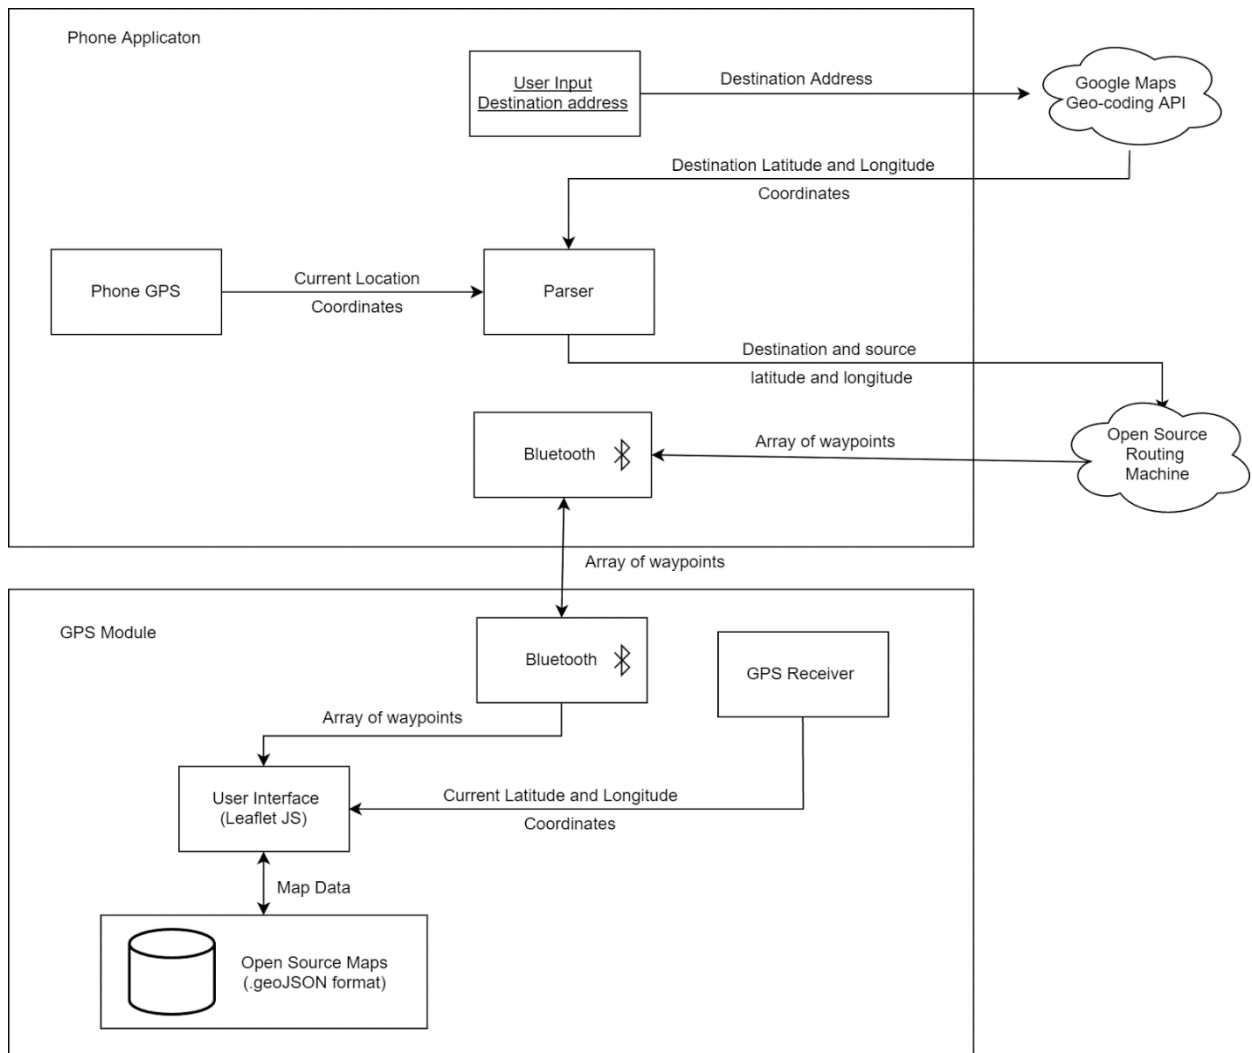 Phone Applicaton
User Input
Destination address
Destination Address
Google Maps
Geo-coding API
Destination Latitude and Longitude
Coordinates
Phone GPS
Current Location
Coordinates
Parser
Destination and source
latitude and longitude
Bluetooth
Array of waypoints
Open Source
Routing
Machine
Array of waypoints
GPS Module
Bluetooth
GPS Receiver
Array of waypoints
User Interface
(Leaflet JS)
Current Latitude and Longitude
Coordinates
Map Data
Open Source Maps
(.geoJSON format)